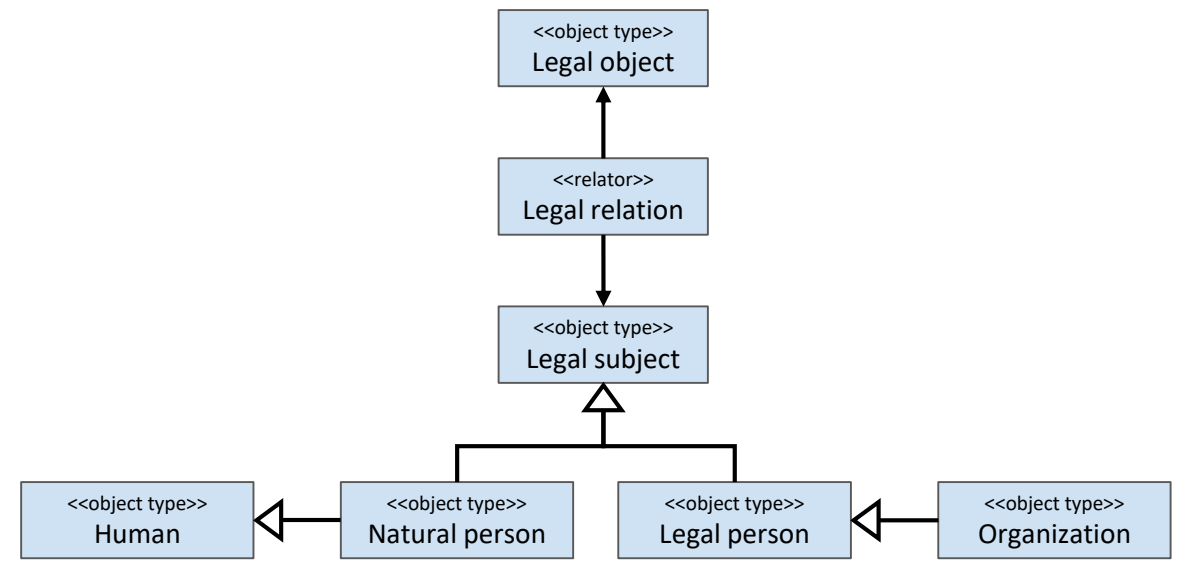 <<object type>>
Legal object
<<relator>>
Legal relation
<<object type>>
Legal subject
<<object type>>
Human
<<object type>>
Natural person
<<object type>>
Legal person
<<object type>>
Organization